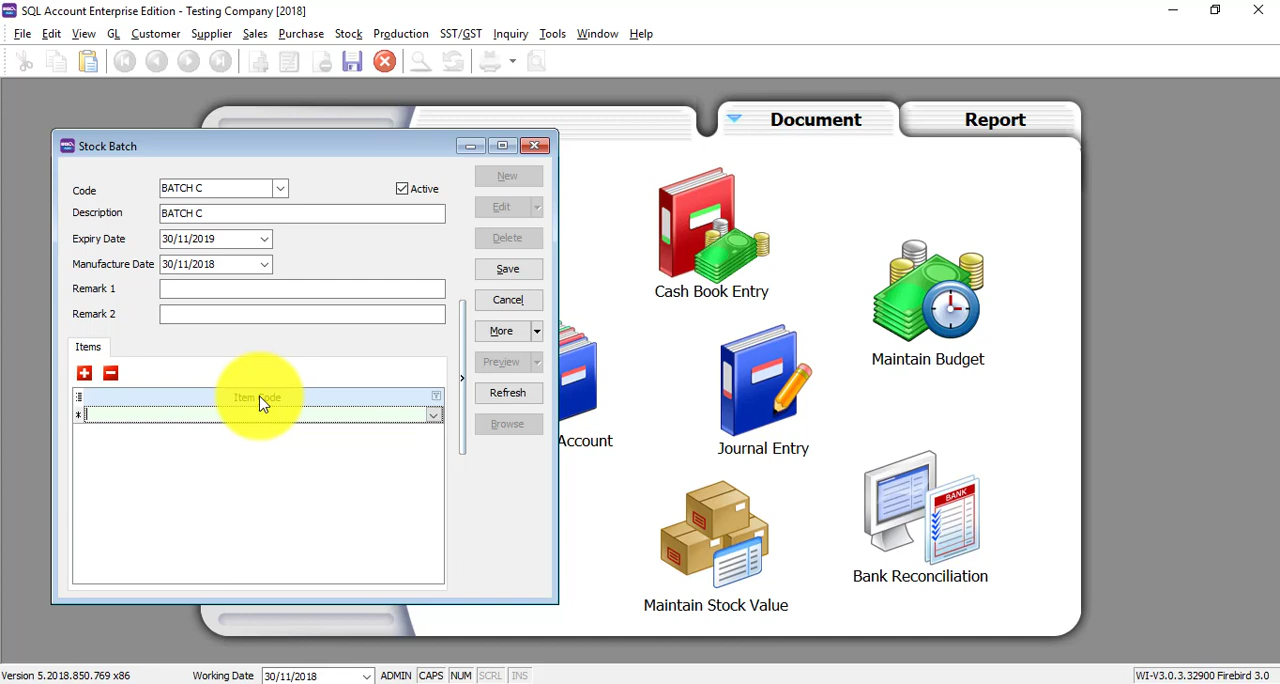 SQL Account Enterprise Edition - Testing Company [2018]
File Edit View GL Customer Supplier Sales Purchase Stock Production SST/GST Inquiry Tools Window Help
Document
Report
Stock Batch
Code BATCH C Active
Description BATCH C
Expiry Date 30/11/2019
Manufacture Date 30/11/2018
Remark 1
Remark 2
Items
Item Code
New
Edit
Delete
Save
Cancel
More
Preview
Refresh
Browse
Cash Book Entry
Maintain Budget
Account
Journal Entry
BANK
Maintain Stock Value
Bank Reconciliation
Version 5.2018.850.769 x86 Working Date 30/11/2018 ADMIN CAPS NUM SCRL INS WI-V3.0.3.32900 Firebird 3.0